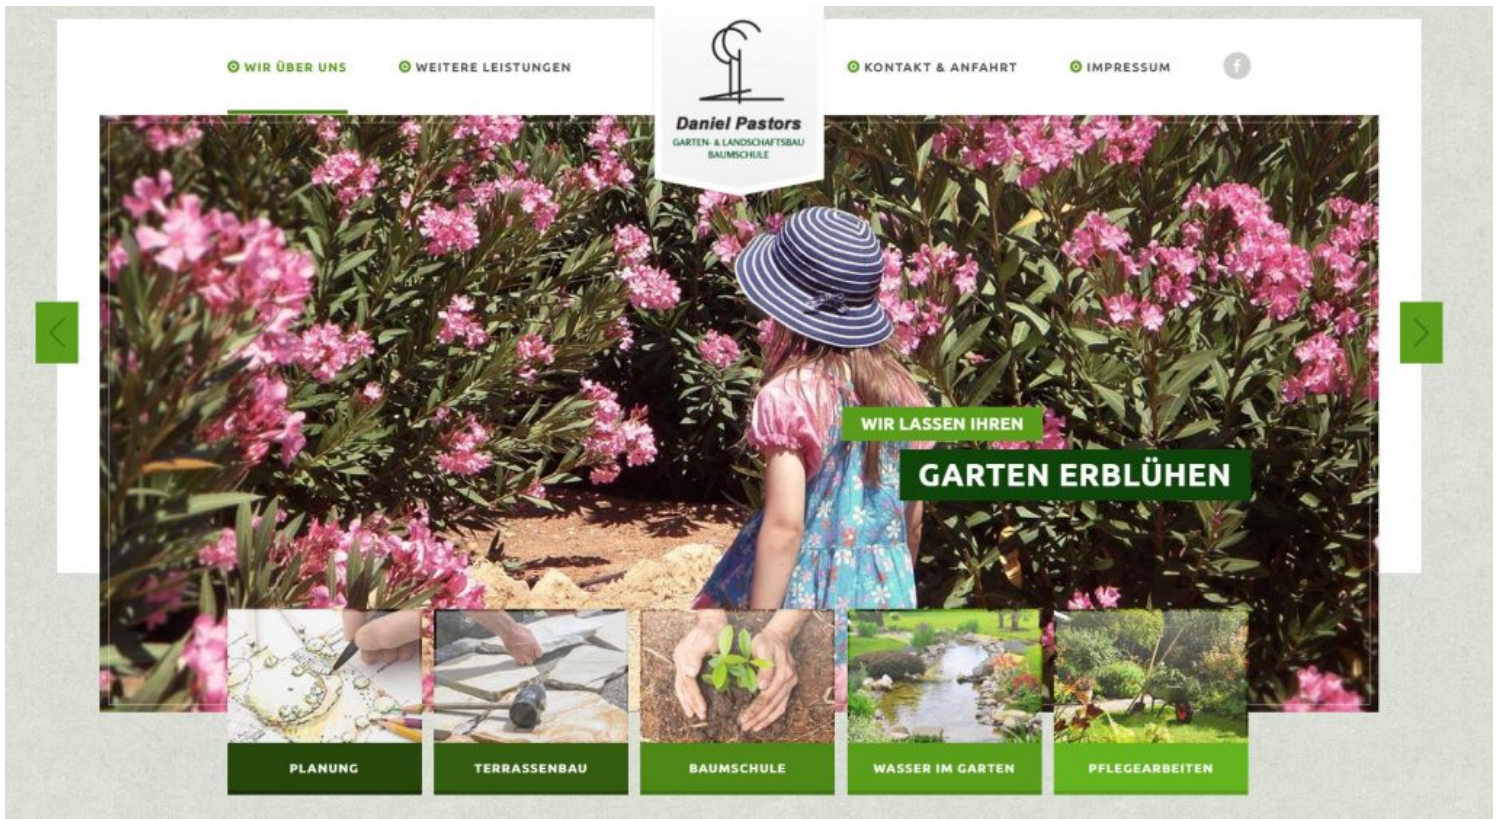 WIR ÜBER UNS
WEITERE LEISTUNGEN
Daniel Pastors
GARTEN- & LANDSCHAFTSBAU
BAUMSCHULE
KONTAKT & ANFAHRT
IMPRESSUM
f
WIR LASSEN IHREN
GARTEN ERBLÜHEN
PLANUNG
TERRASSENBAU
BAUMSCHULE
WASSER IM GARTEN
PFLEGEARBEITEN